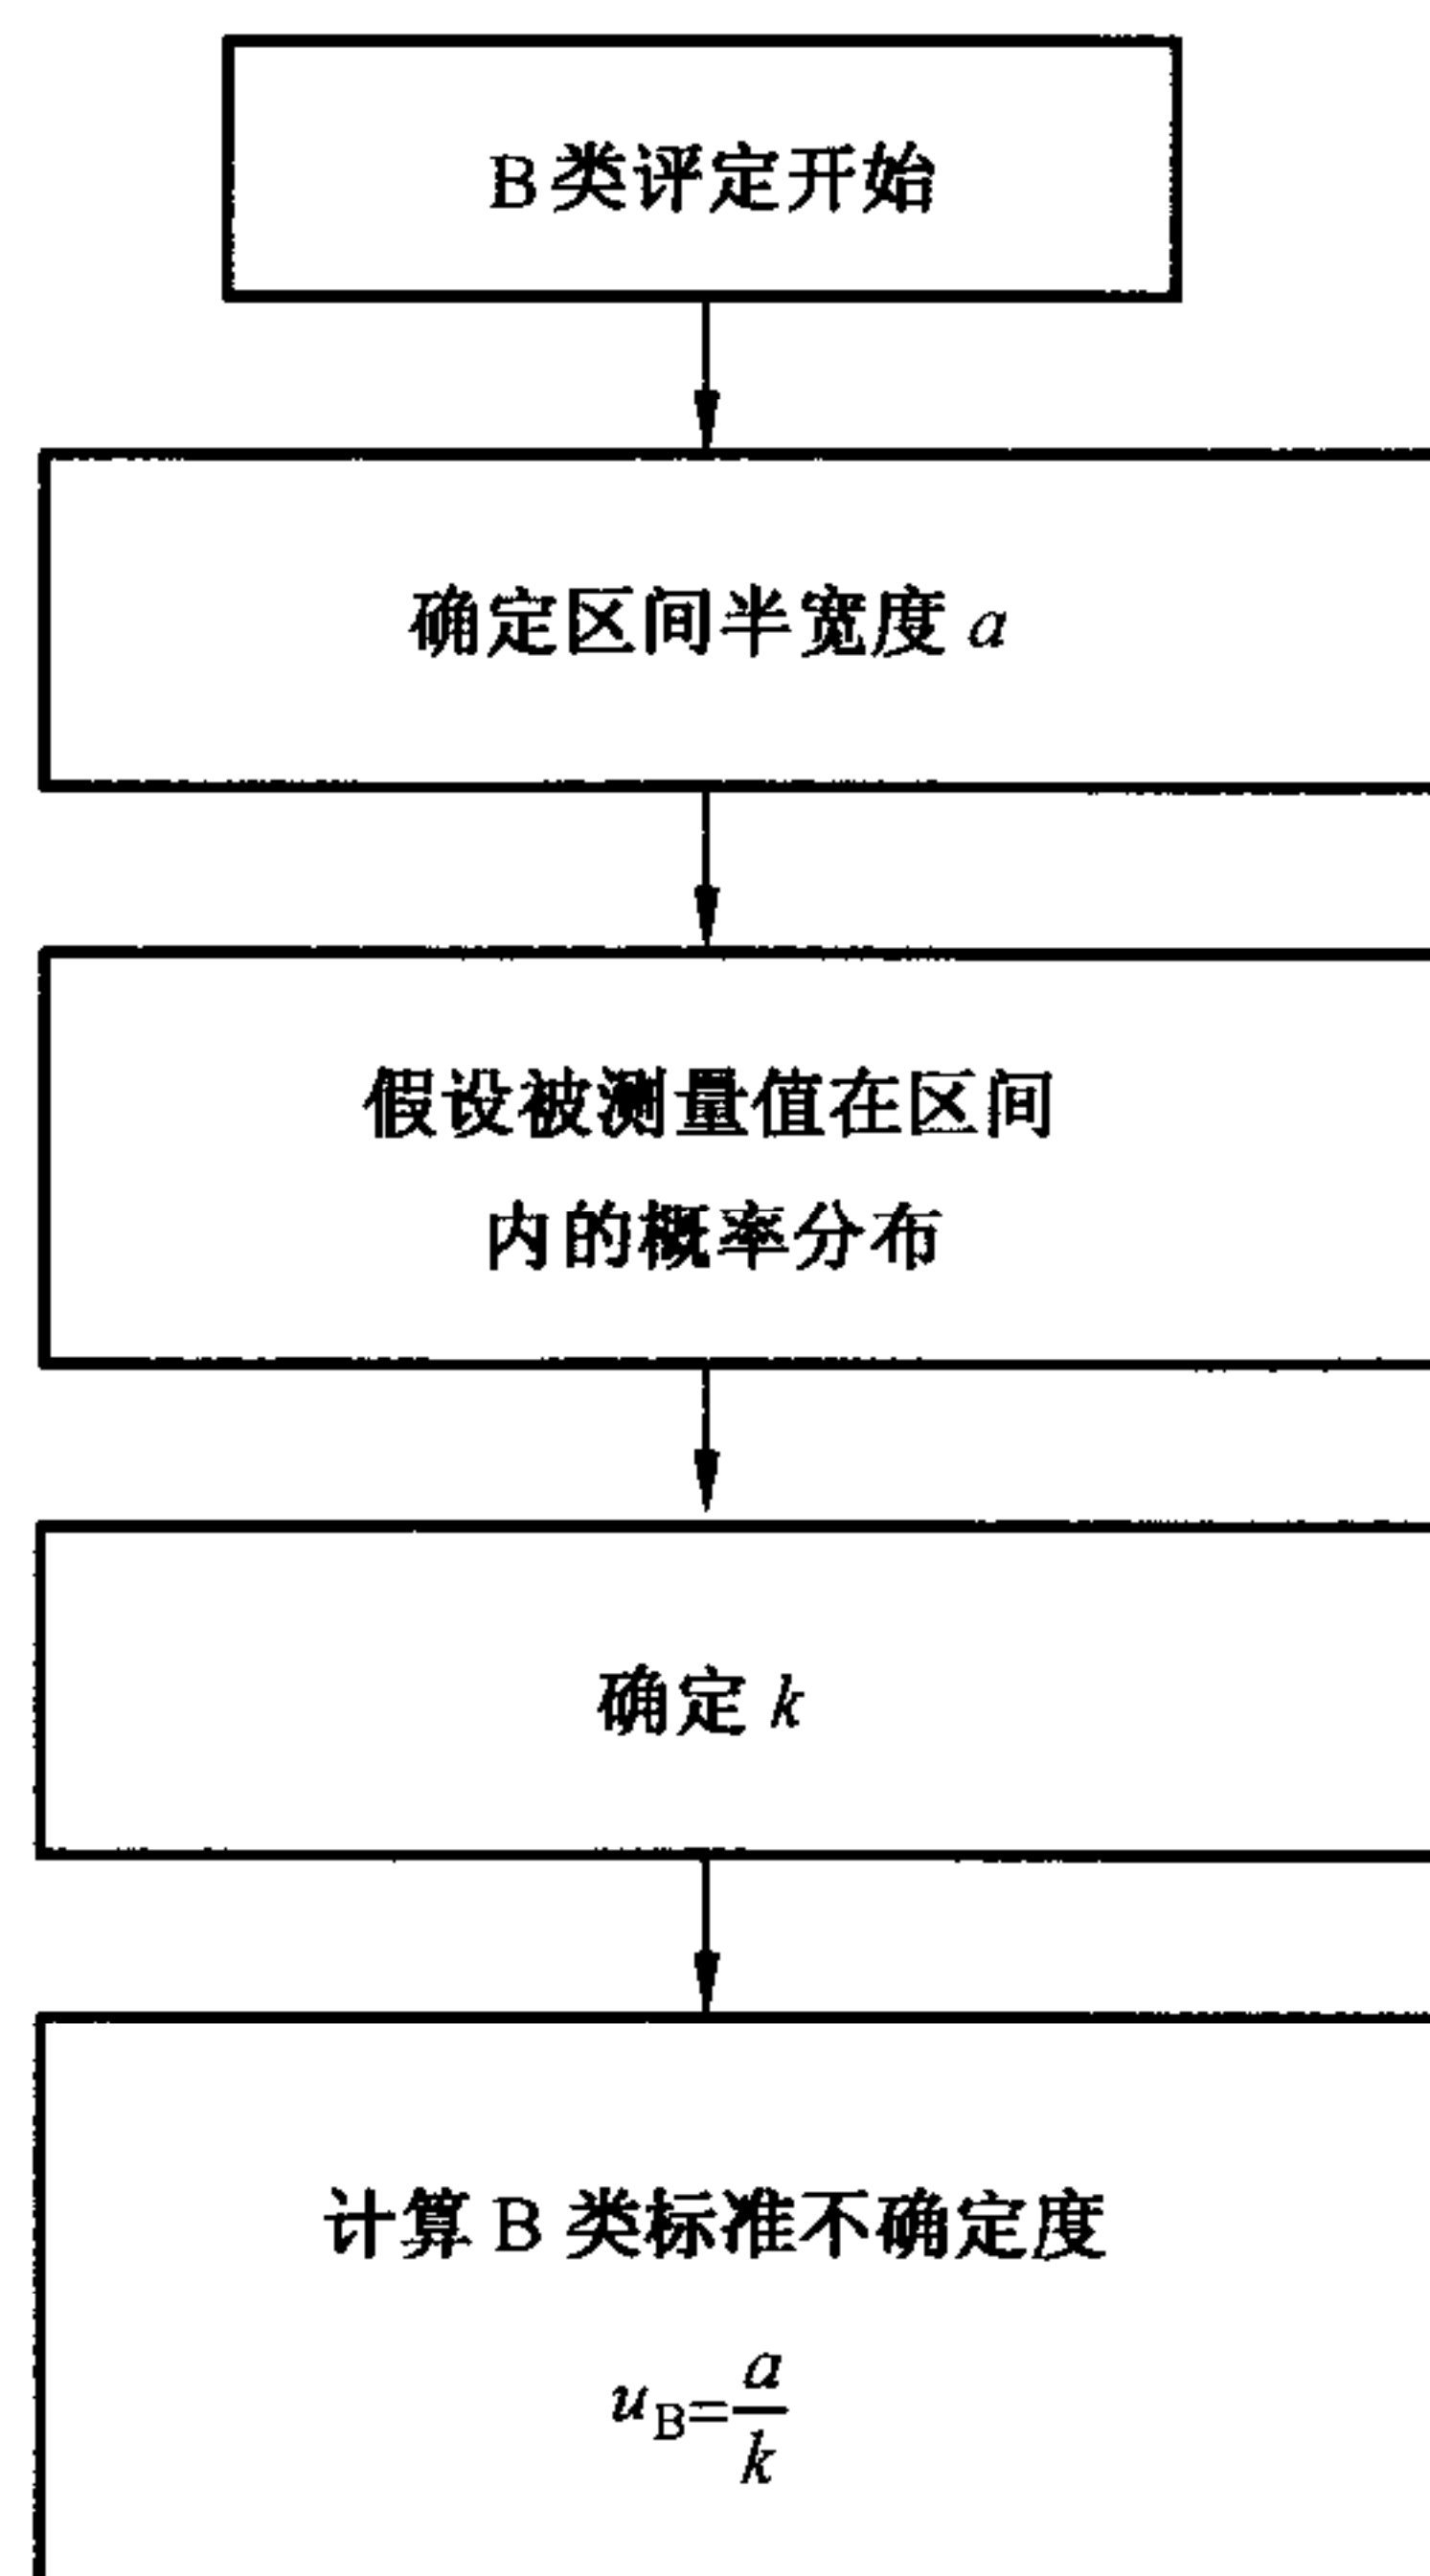 B类评定开始
确定区间半宽度 a
假设被测量值在区间
内的概率分布
确定 k
计算 B 类标准不确定度
u_B=a/k